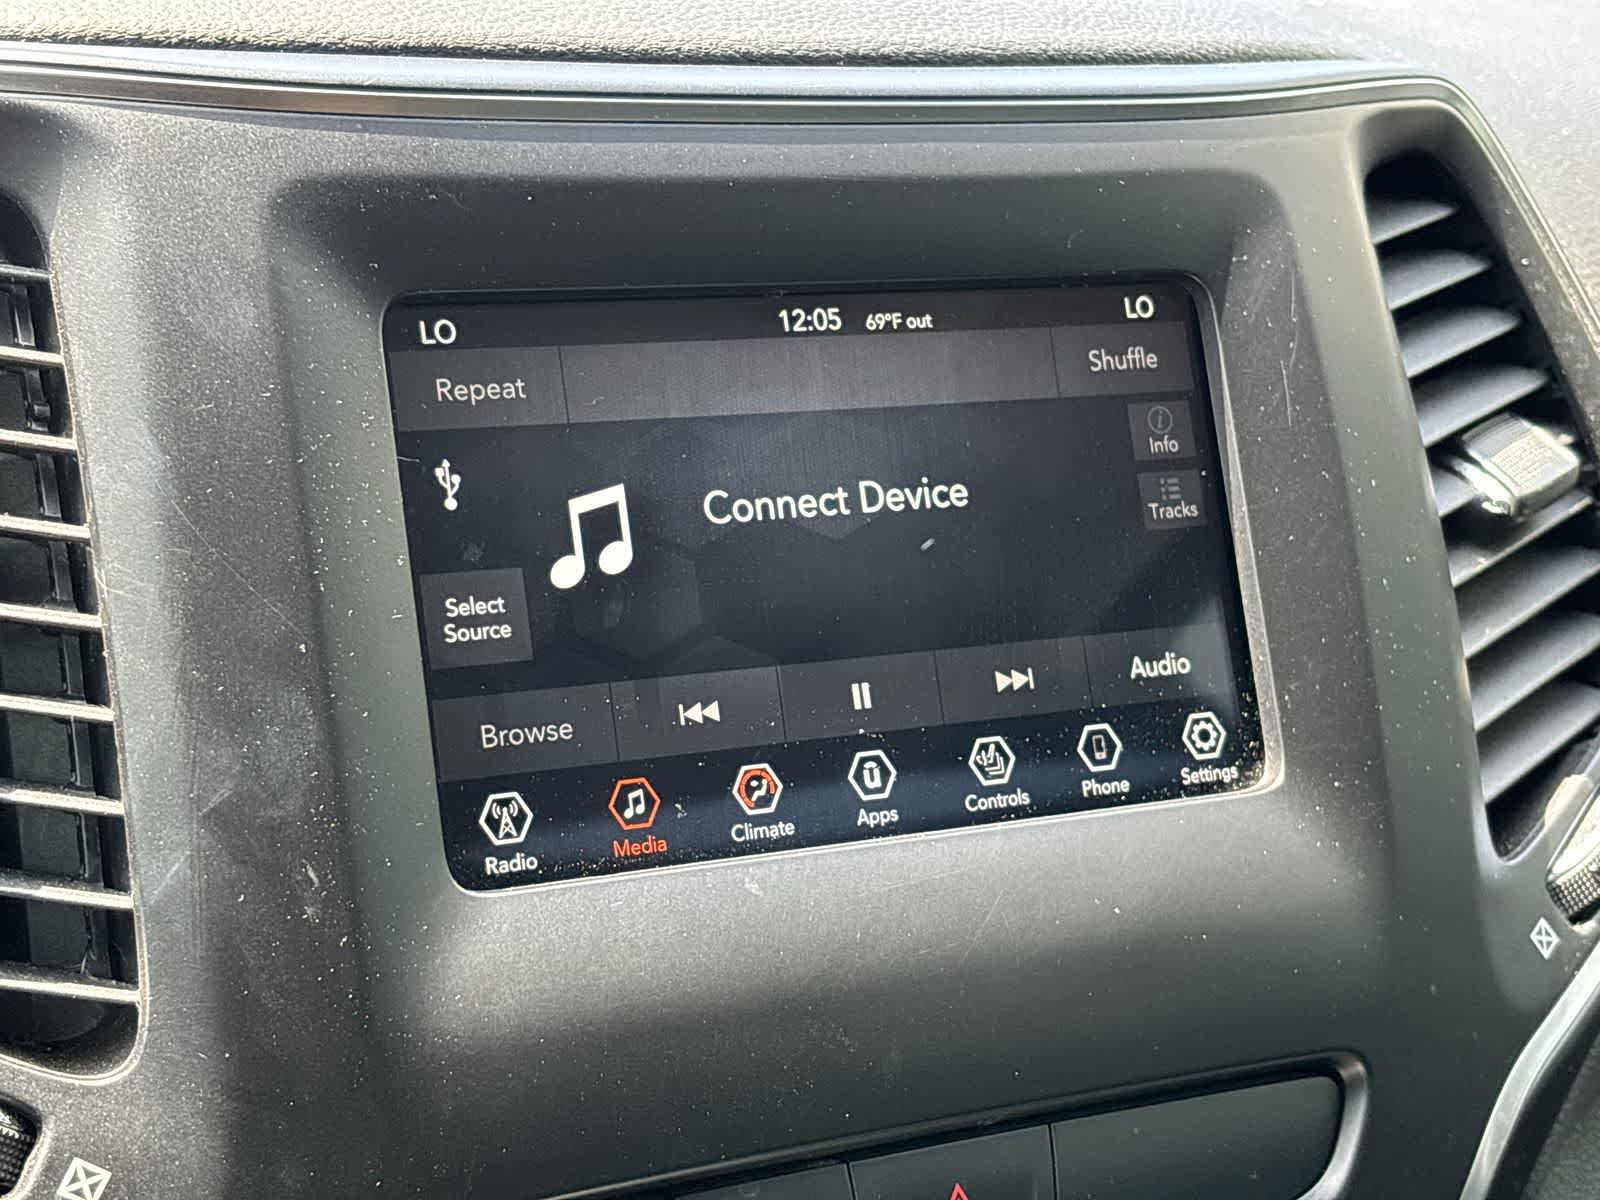 LO 12:05 69°F out LO
Repeat Shuffle
Info
Connect Device
Tracks
Select
Source
Audio
Browse
Radio Media Climate Apps Controls Phone Settings